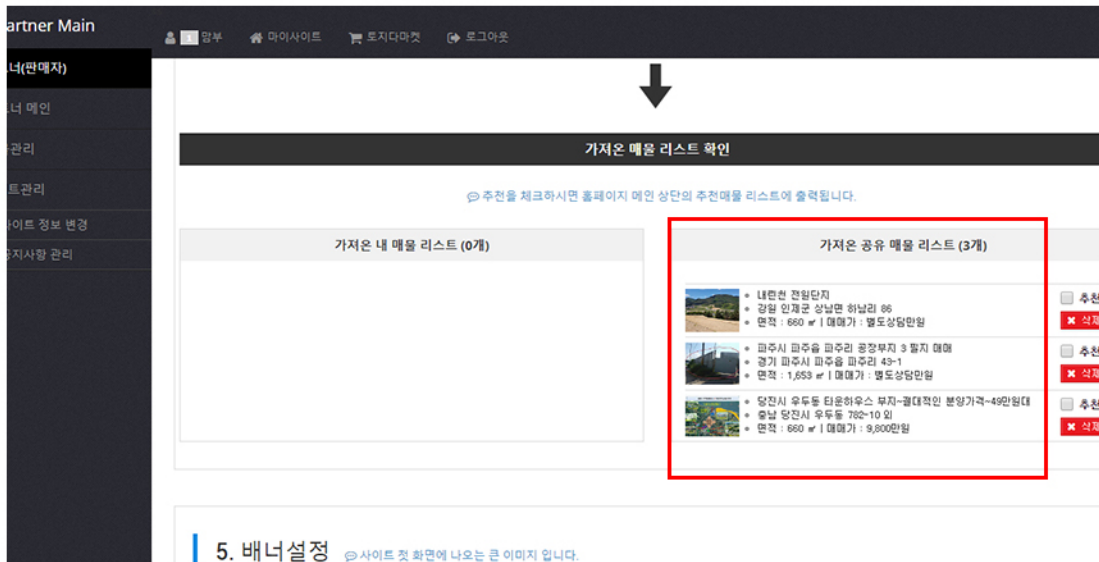 artner Main
1 맘부 마이사이트 토지다마켓 로그아웃
너(판매자)
너 메인
관리
트관리
사이트 정보 변경
공지사항 관리
가져온 매물 리스트 확인
추천을 체크하시면 홈페이지 메인 상단의 추천매물 리스트에 출력됩니다.
가져온 내 매물 리스트 (0개)
가져온 공유 매물 리스트 (3개)
내린천 전원단지
강원 인제군 상남면 하남리 86
면적 : 660 ㎡ | 매매가 : 별도상담만원
추천
삭제
파주시 파주읍 파주리 공장부지 3 필지 매매
경기 파주시 파주읍 파주리 43-1
면적 : 1,653 ㎡ | 매매가 : 별도상담만원
추천
삭제
당진시 우두동 타운하우스 부지~결대적인 분양가격~49만원대
충남 당진시 우두동 782-10 외
면적 : 660 ㎡ | 매매가 : 9,800만원
추천
삭제
5. 배너설정 사이트 첫 화면에 나오는 큰 이미지 입니다.